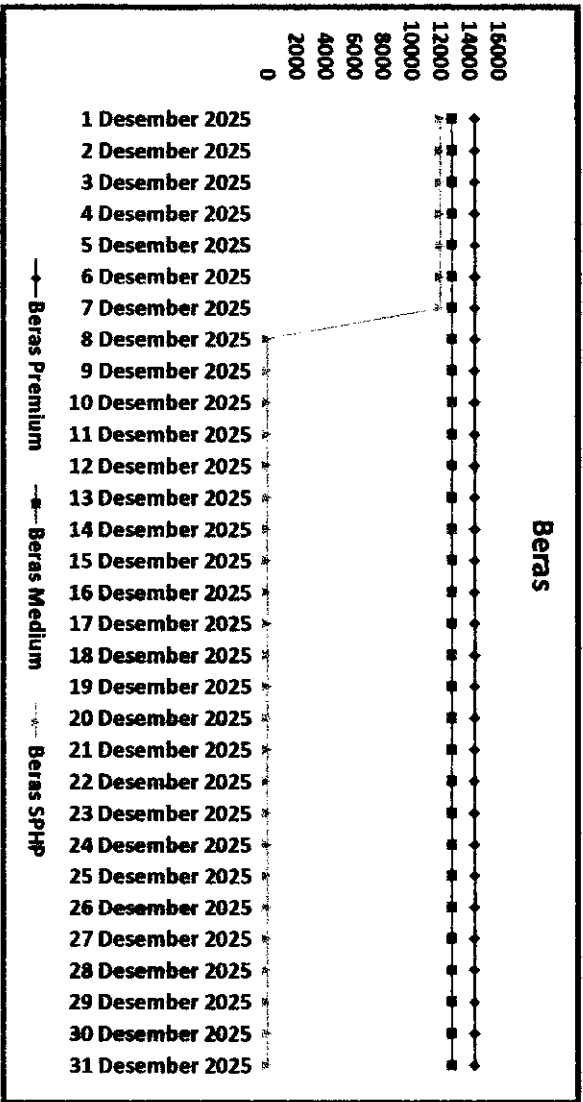 Beras
16000
14000
12000
10000
8000
6000
4000
2000
0
1 Desember 2025
2 Desember 2025
3 Desember 2025
4 Desember 2025
5 Desember 2025
6 Desember 2025
7 Desember 2025
8 Desember 2025
9 Desember 2025
10 Desember 2025
11 Desember 2025
12 Desember 2025
13 Desember 2025
14 Desember 2025
15 Desember 2025
16 Desember 2025
17 Desember 2025
18 Desember 2025
19 Desember 2025
20 Desember 2025
21 Desember 2025
22 Desember 2025
23 Desember 2025
24 Desember 2025
25 Desember 2025
26 Desember 2025
27 Desember 2025
28 Desember 2025
29 Desember 2025
30 Desember 2025
31 Desember 2025
Beras Premium Beras Medium Beras SPHP